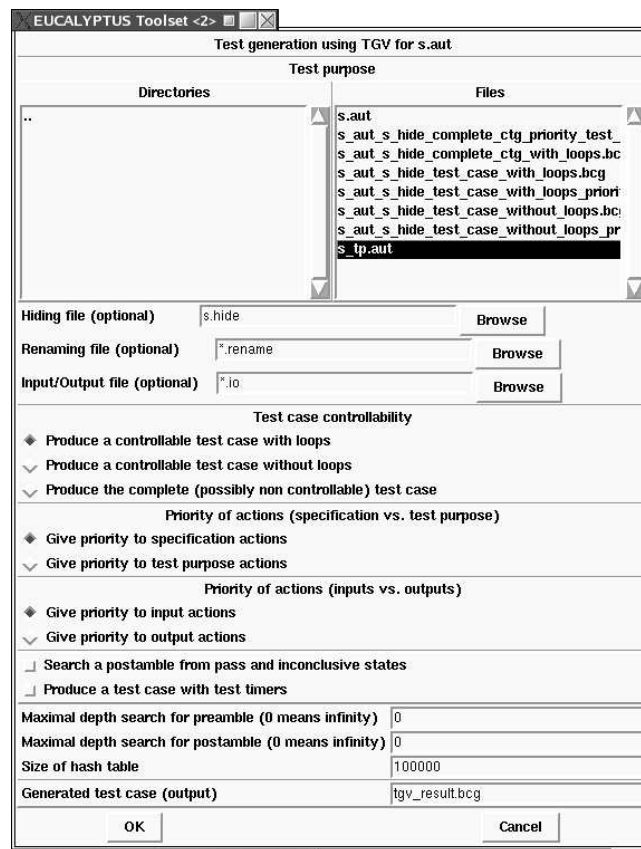 EUCALYPTUS Toolset <2>
Test generation using TGV for s.aut
Test purpose
Directories
Files
..
s.aut
s_aut_s_hide_complete_ctg_priority_test_
s_aut_s_hide_complete_ctg_with_loops.bc
s_aut_s_hide_test_case_with_loops.bcg
s_aut_s_hide_test_case_with_loops_priori
s_aut_s_hide_test_case_without_loops.bc
s_aut_s_hide_test_case_without_loops_pr
s_tp.aut
Hiding file (optional) s.hide Browse
Renaming file (optional) *.rename Browse
Input/Output file (optional) *.io Browse
Test case controllability
Produce a controllable test case with loops
Produce a controllable test case without loops
Produce the complete (possibly non controllable) test case
Priority of actions (specification vs. test purpose)
Give priority to specification actions
Give priority to test purpose actions
Priority of actions (inputs vs. outputs)
Give priority to input actions
Give priority to output actions
Search a postamble from pass and inconclusive states
Produce a test case with test timers
Maximal depth search for preamble (0 means infinity) 0
Maximal depth search for postamble (0 means infinity) 0
Size of hash table 100000
Generated test case (output) tgv_result.bcg
OK Cancel